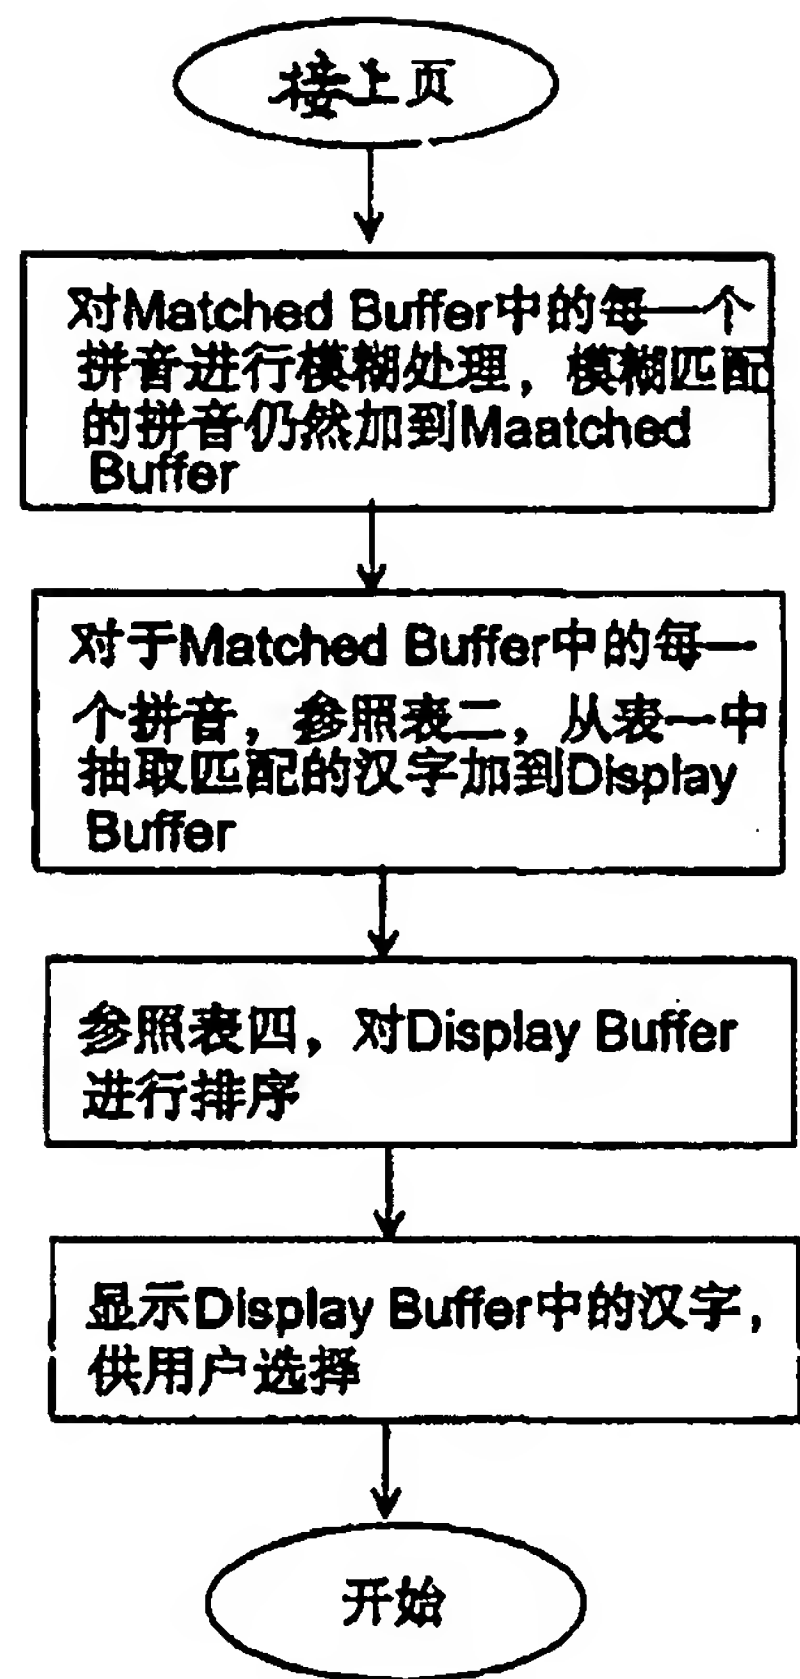 接上页
对Matched Buffer中的每一个
拼音进行模糊处理，模糊匹配
的拼音仍然加到Maatched
Buffer
对于Matched Buffer中的每一
个拼音，参照表二，从表一中
抽取匹配的汉字加到Display
Buffer
参照表四，对Display Buffer
进行排序
显示Display Buffer中的汉字，
供用户选择
开始